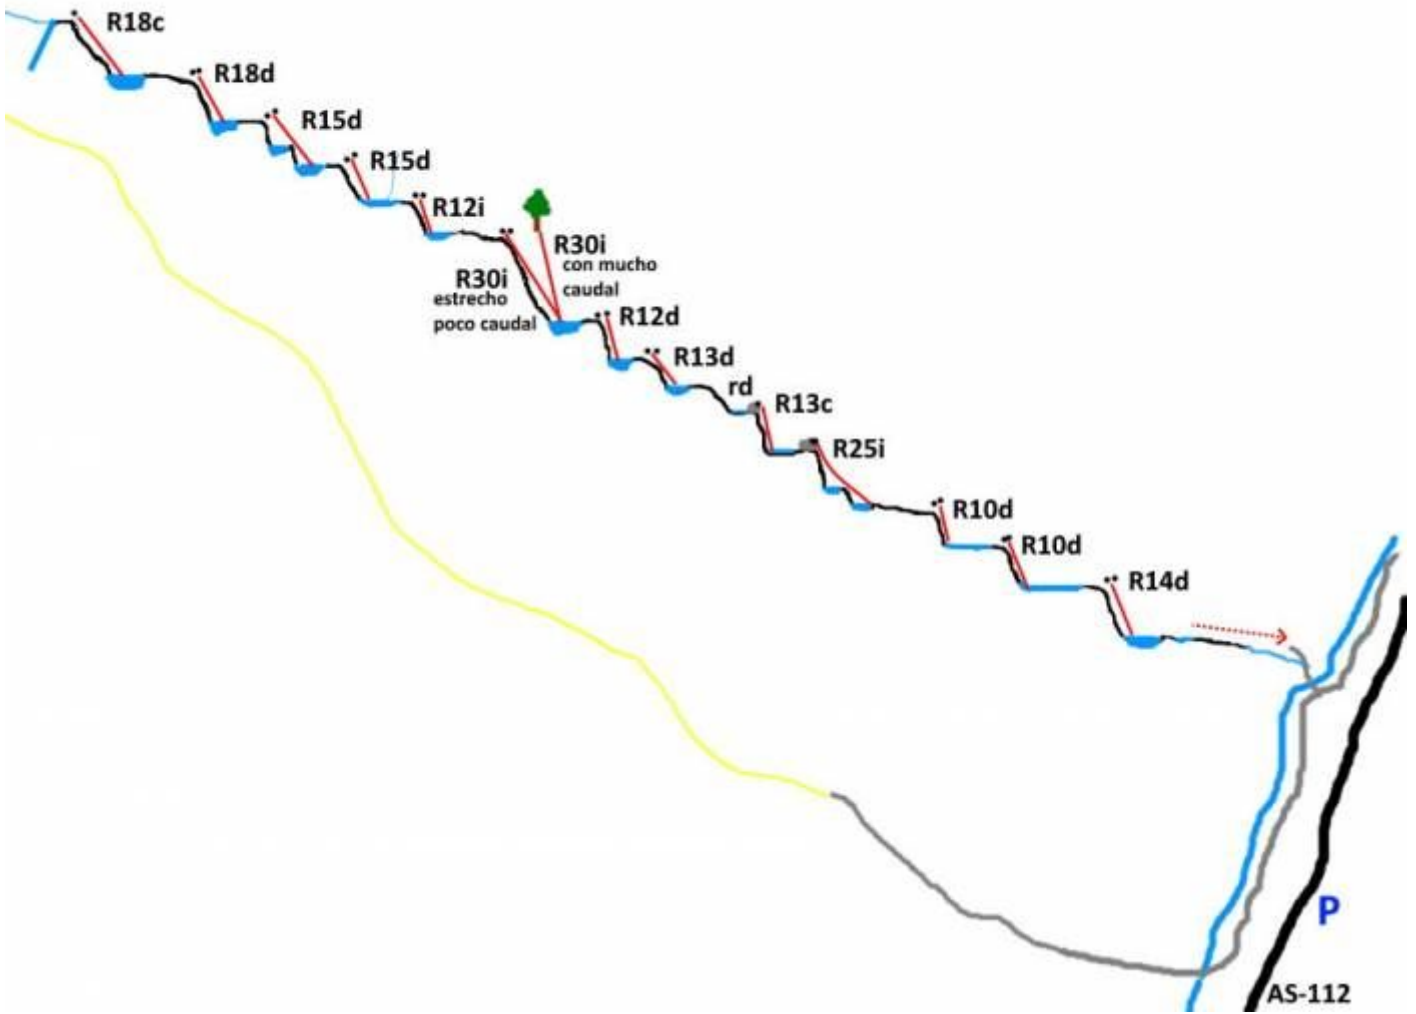 R18c
R18d
R15d
R15d
R12i
R30i
con mucho
caudal
R30i
estrecho
poco caudal
R12d
R13d
rd
R13c
R25i
R10d
R10d
R14d
P
AS-112